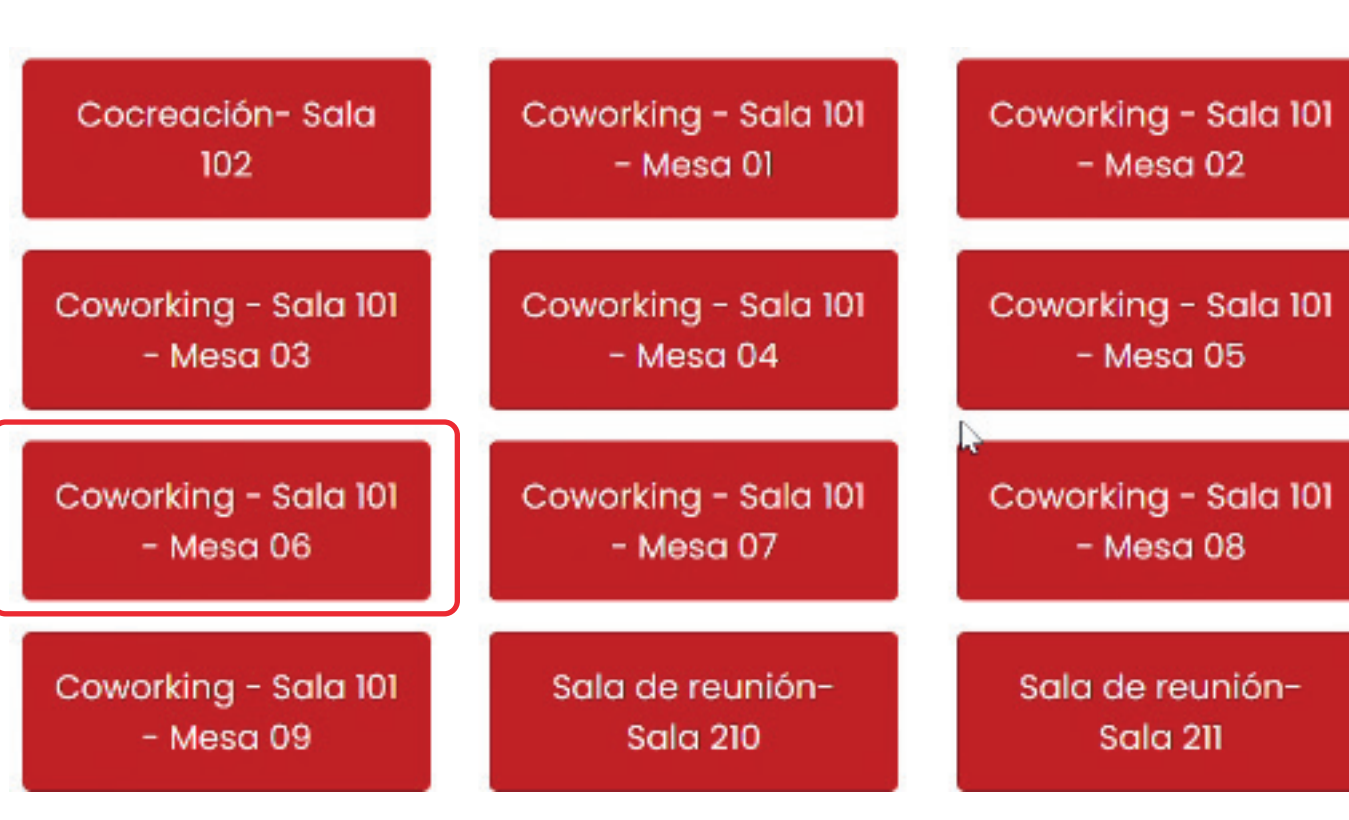 Cocreación- Sala
102
Coworking - Sala 101
- Mesa 01
Coworking - Sala 101
- Mesa 02
Coworking - Sala 101
- Mesa 03
Coworking - Sala 101
- Mesa 04
Coworking - Sala 101
- Mesa 05
Coworking - Sala 101
- Mesa 06
Coworking - Sala 101
- Mesa 07
Coworking - Sala 101
- Mesa 08
Coworking - Sala 101
- Mesa 09
Sala de reunión-
Sala 210
Sala de reunión-
Sala 211